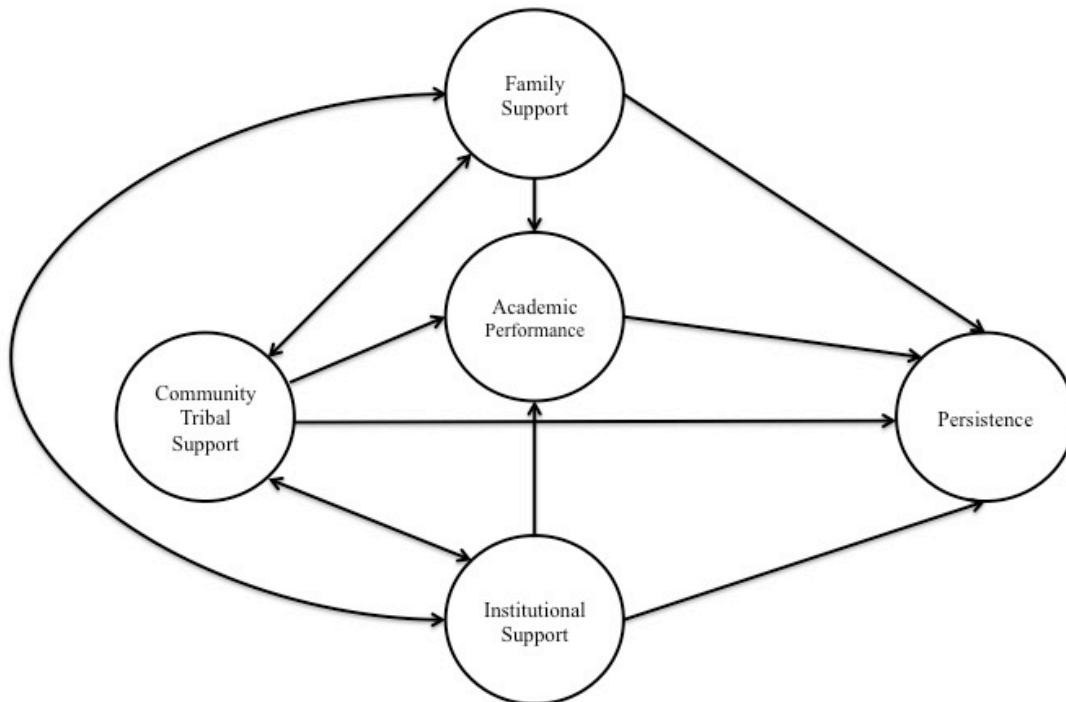 Family
Support
Academic
Performance
Community
Tribal
Support
Persistence
Institutional
Support